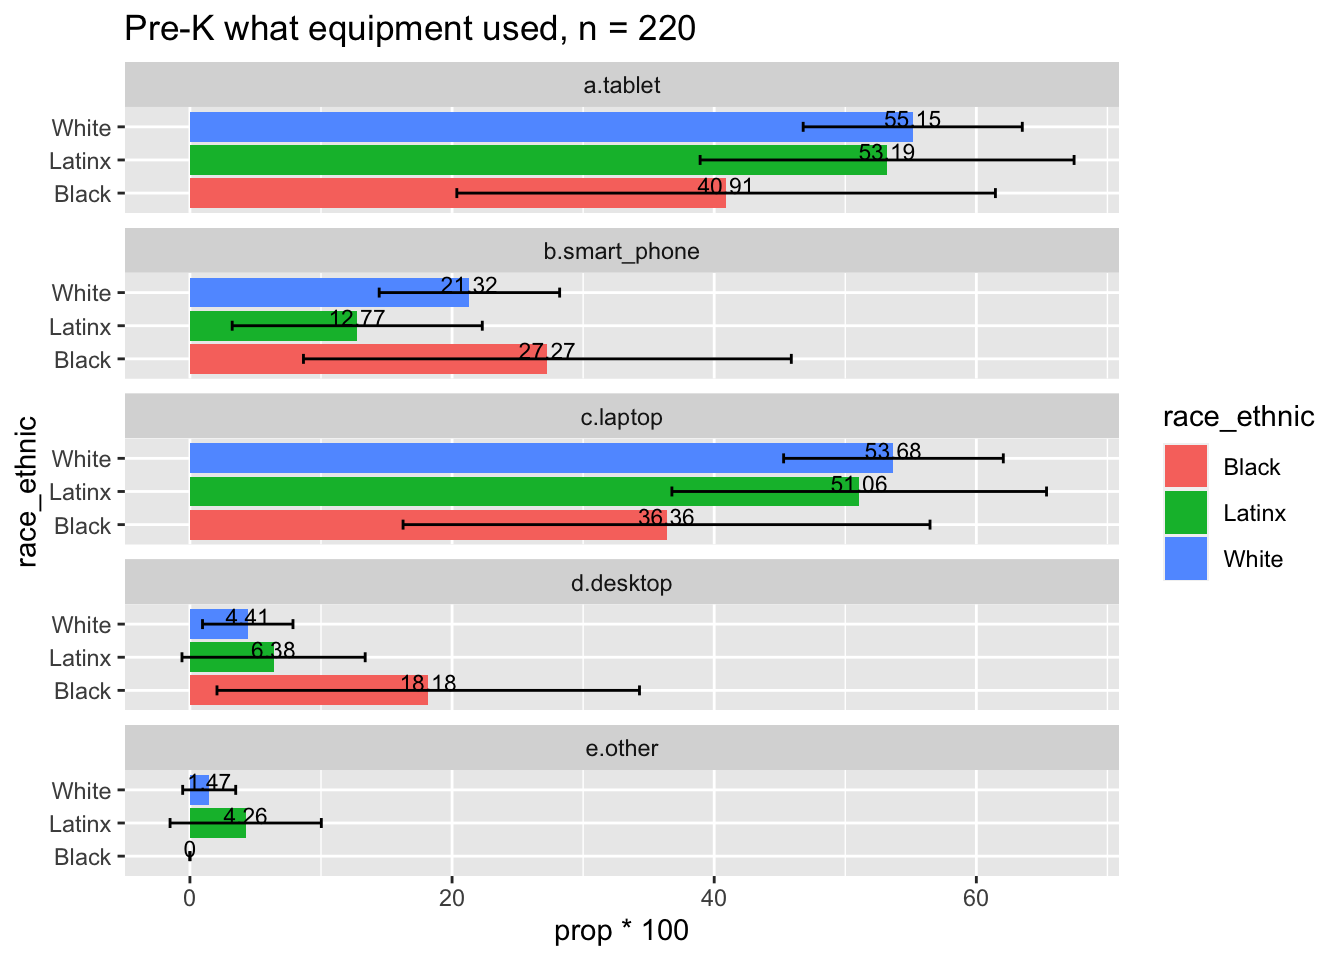 Pre-K what equipment used, n = 220
a.tablet
White 55.15
Latinx 53.19
Black 40.91
b.smart_phone
White 21.32
Latinx 12.77
Black 27.27
c.laptop
White 53.68
Latinx 51.06
Black 36.36
d.desktop
White 4.41
Latinx 6.38
Black 18.18
e.other
White 1.47
Latinx 4.26
Black 0
0 20 40 60
prop * 100
race_ethnic
race_ethnic
Black
Latinx
White